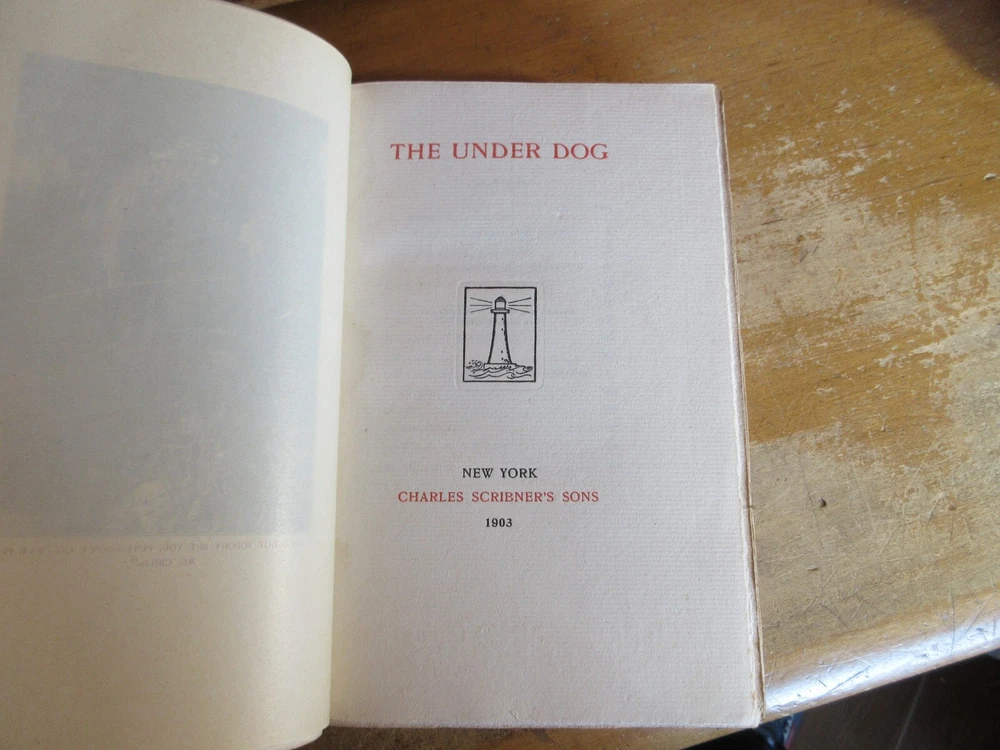 THE UNDER DOG
NEW YORK
CHARLES SCRIBNER'S SONS
1903